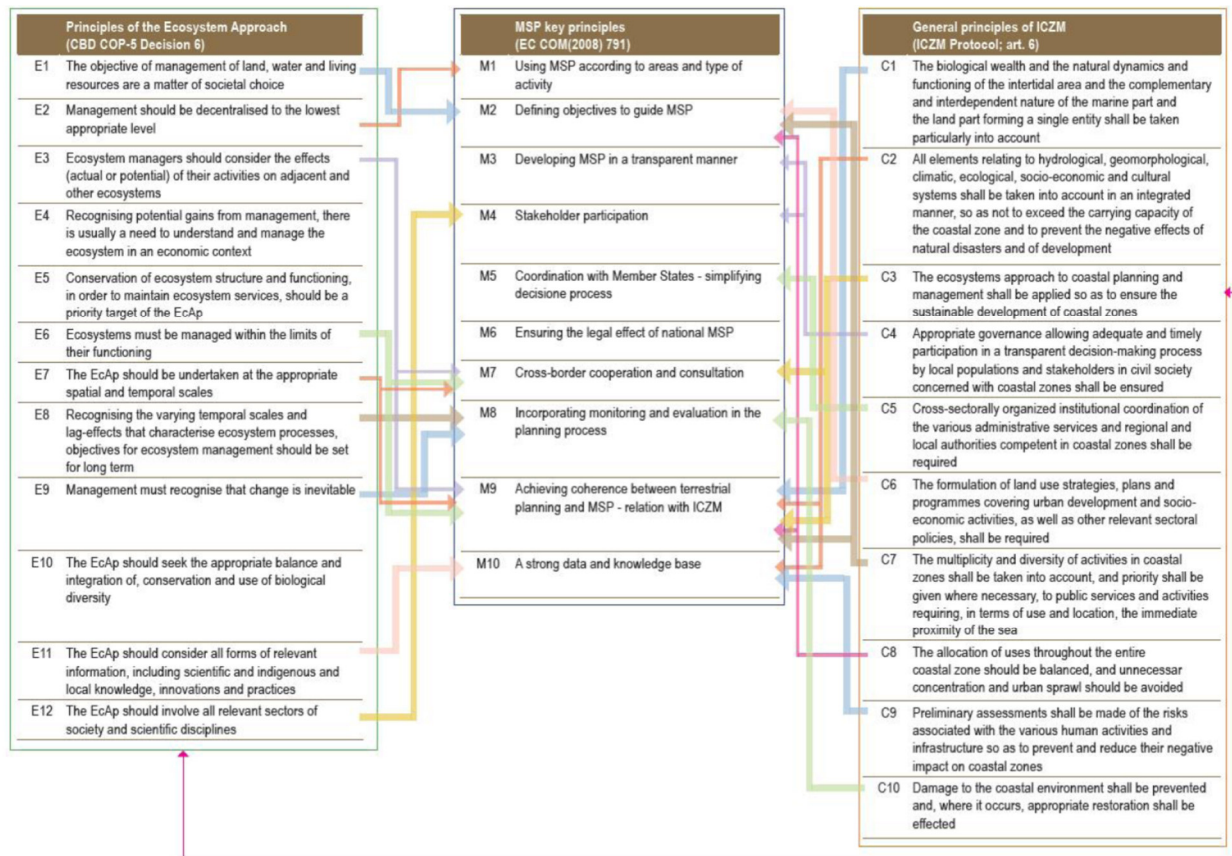 Principles of the Ecosystem Approach
(CBD COP-5 Decision 6)
E1 The objective of management of land, water and living
resources are a matter of societal choice
E2 Management should be decentralised to the lowest
appropriate level
E3 Ecosystem managers should consider the effects
(actual or potential) of their activities on adjacent and
other ecosystems
E4 Recognising potential gains from management, there
is usually a need to understand and manage the
ecosystem in an economic context
E5 Conservation of ecosystem structure and functioning,
in order to maintain ecosystem services, should be a
priority target of the EcAp
E6 Ecosystems must be managed within the limits of
their functioning
E7 The EcAp should be undertaken at the appropriate
spatial and temporal scales
E8 Recognising the varying temporal scales and
lag-effects that characterise ecosystem processes,
objectives for ecosystem management should be set
for long term
E9 Management must recognise that change is inevitable
E10 The EcAp should seek the appropriate balance and
integration of, conservation and use of biological
diversity
E11 The EcAp should consider all forms of relevant
information, including scientific and indigenous and
local knowledge, innovations and practices
E12 The EcAp should involve all relevant sectors of
society and scientific disciplines
MSP key principles
(EC COM(2008) 791)
M1 Using MSP according to areas and type of
activity
M2 Defining objectives to guide MSP
M3 Developing MSP in a transparent manner
M4 Stakeholder participation
M5 Coordination with Member States - simplifying
decisione process
M6 Ensuring the legal effect of national MSP
M7 Cross-border cooperation and consultation
M8 Incorporating monitoring and evaluation in the
planning process
M9 Achieving coherence between terrestrial
planning and MSP - relation with ICZM
M10 A strong data and knowledge base
General principles of ICZM
(ICZM Protocol; art. 6)
C1 The biological wealth and the natural dynamics and
functioning of the intertidal area and the complementary
and interdependent nature of the marine part and
the land part forming a single entity shall be taken
particularly into account
C2 All elements relating to hydrological, geomorphological,
climatic, ecological, socio-economic and cultural
systems shall be taken into account in an integrated
manner, so as not to exceed the carrying capacity of
the coastal zone and to prevent the negative effects of
natural disasters and of development
C3 The ecosystems approach to coastal planning and
management shall be applied so as to ensure the
sustainable development of coastal zones
C4 Appropriate governance allowing adequate and timely
participation in a transparent decision-making process
by local populations and stakeholders in civil society
concerned with coastal zones shall be ensured
C5 Cross-sectorally organized institutional coordination of
the various administrative services and regional and
local authorities competent in coastal zones shall be
required
C6 The formulation of land use strategies, plans and
programmes covering urban development and socio-
economic activities, as well as other relevant sectoral
policies, shall be required
C7 The multiplicity and diversity of activities in coastal
zones shall be taken into account, and priority shall be
given where necessary, to public services and activities
requiring, in terms of use and location, the immediate
proximity of the sea
C8 The allocation of uses throughout the entire
coastal zone should be balanced, and unnecessar
concentration and urban sprawl should be avoided
C9 Preliminary assessments shall be made of the risks
associated with the various human activities and
infrastructure so as to prevent and reduce their negative
impact on coastal zones
C10 Damage to the coastal environment shall be prevented
and, where it occurs, appropriate restoration shall be
effected